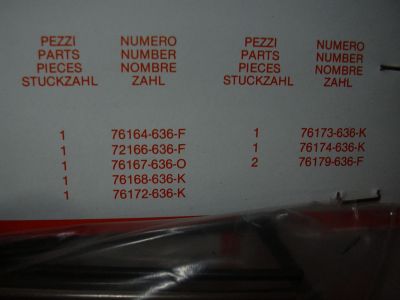 PEZZI NUMERO PEZZI NUMERO
PARTS NUMBER PARTS NUMBER
PIECES NOMBRE PIECES NOMBRE
STUCKZAHL ZAHL STUCKZAHL ZAHL
1 76164-636-F 1 76173-636-K
1 72166-636-F 1 76174-636-K
1 76167-636-O 2 76179-636-F
1 76168-636-K
1 76172-636-K